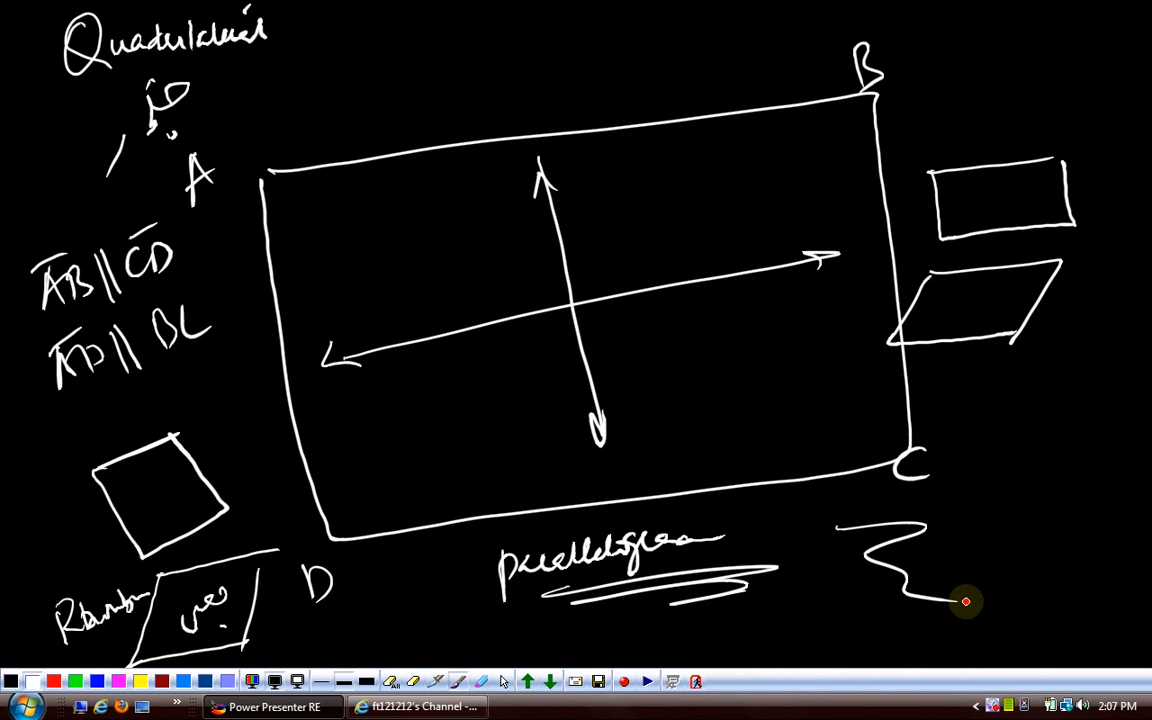 Quadrilateral
A
B
AB || CD
AD || BC
C
D
parallelogram
Rhombus
Power Presenter RE
ft121212's Channel -...
2:07 PM